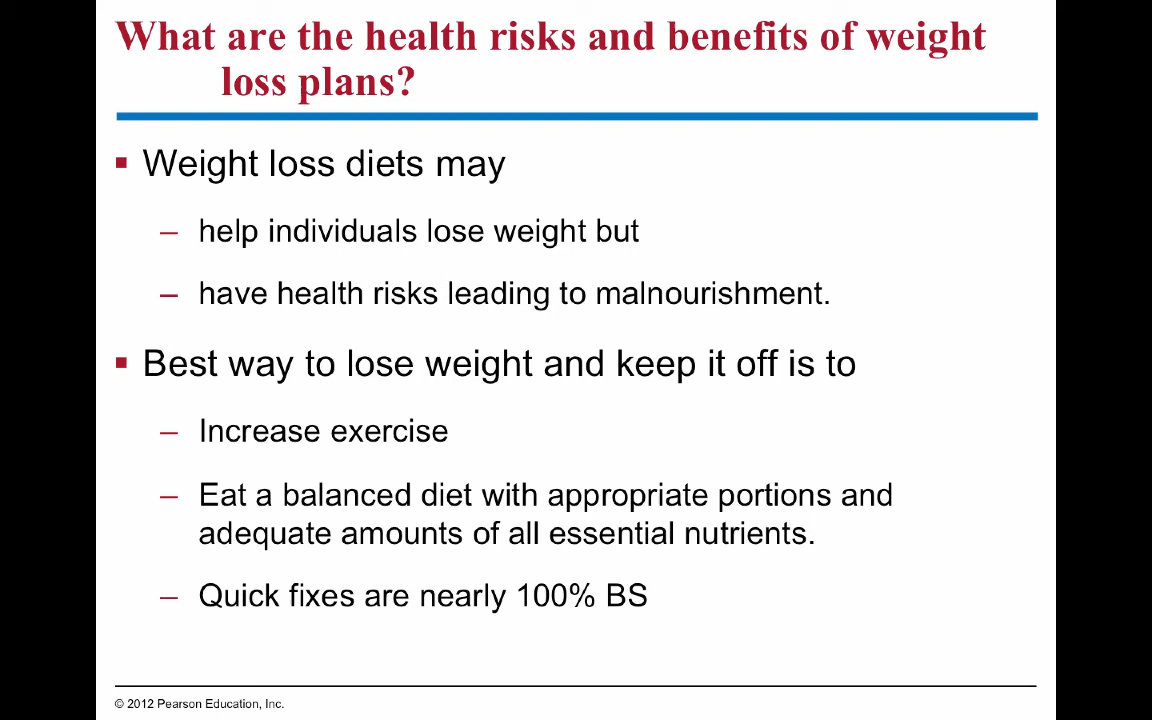 What are the health risks and benefits of weight
loss plans?
▪ Weight loss diets may
– help individuals lose weight but
– have health risks leading to malnourishment.
▪ Best way to lose weight and keep it off is to
– Increase exercise
– Eat a balanced diet with appropriate portions and
adequate amounts of all essential nutrients.
– Quick fixes are nearly 100% BS
© 2012 Pearson Education, Inc.